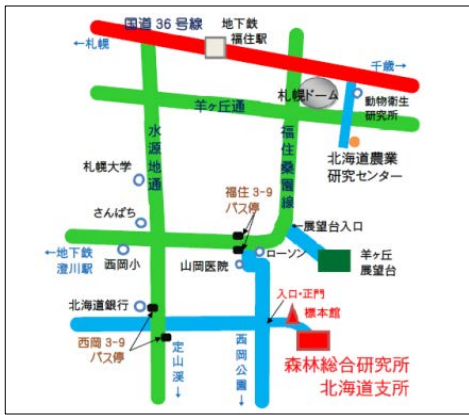 国道36号線
地下鉄
福住駅
←札幌
千歳→
札幌ドーム
動物衛生
研究所
羊ヶ丘通
水源地通
福住桑園線
北海道農業
研究センター
札幌大学
福住 3-9
バス停
さんぱち
←展望台入口
←地下鉄
澄川駅
西岡小
山岡医院
ローソン
羊ヶ丘
展望台
北海道銀行
入口・正門
標本館
西岡 3-9
バス停
定山渓↓
西岡公園↓
森林総合研究所
北海道支所